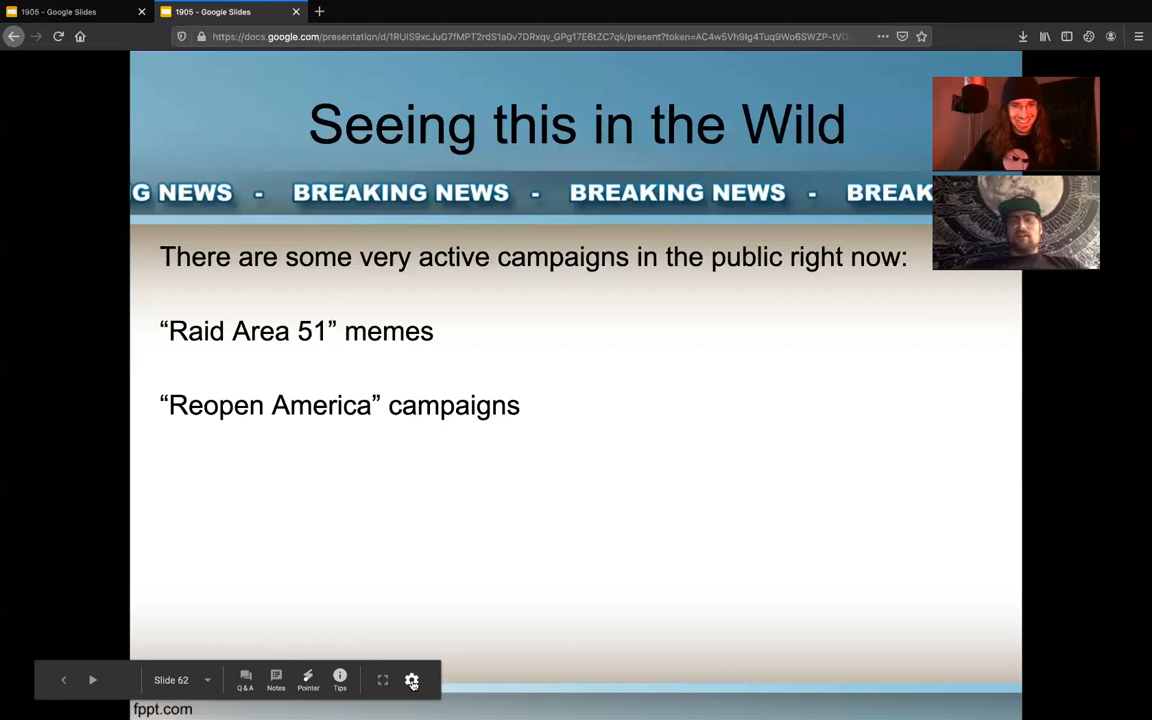 1905 - Google Slides
1905 - Google Slides
Seeing this in the Wild
G NEWS - BREAKING NEWS - BREAKING NEWS - BREAK
There are some very active campaigns in the public right now:
“Raid Area 51” memes
“Reopen America” campaigns
Slide 62
Q & A
Notes
Pointer
Tips
fppt.com